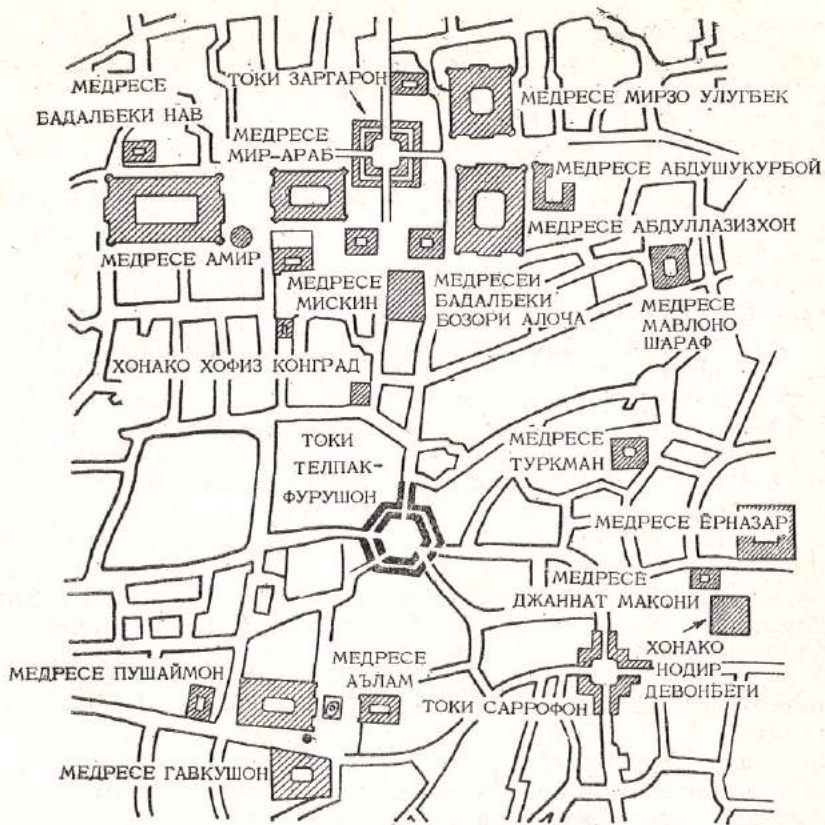 МЕДРЕСЕ
БАДАЛБЕКИ НАВ
ТОКИ ЗАРГАРОН
МЕДРЕСЕ МИРЗО УЛУГБЕК
МЕДРЕСЕ
МИР-АРАБ
МЕДРЕСЕ АБДУШУКУРБОЙ
МЕДРЕСЕ АБДУЛЛАЗИЗХОН
МЕДРЕСЕ АМИР
МЕДРЕСЕ
МИСКИН
МЕДРЕСЕИ
БАДАЛБЕКИ
БОЗОРИ АЛОЧА
МЕДРЕСЕ
МАВЛОНО
ШАРАФ
ХОНАКО ХОФИЗ КОНГРАД
ТОКИ
ТЕЛПАК-
ФУРУШОН
МЕДРЕСЕ
ТУРКМАН
МЕДРЕСЕ ЁРНАЗАР
МЕДРЕСЕ
ДЖАННАТ МАКОНИ
ХОНАКО
НОДИР
ДЕВОНБЕГИ
МЕДРЕСЕ ПУШАЙМОН
МЕДРЕСЕ
АЪЛАМ
ТОКИ САРРОФОН
МЕДРЕСЕ ГАВКУШОН